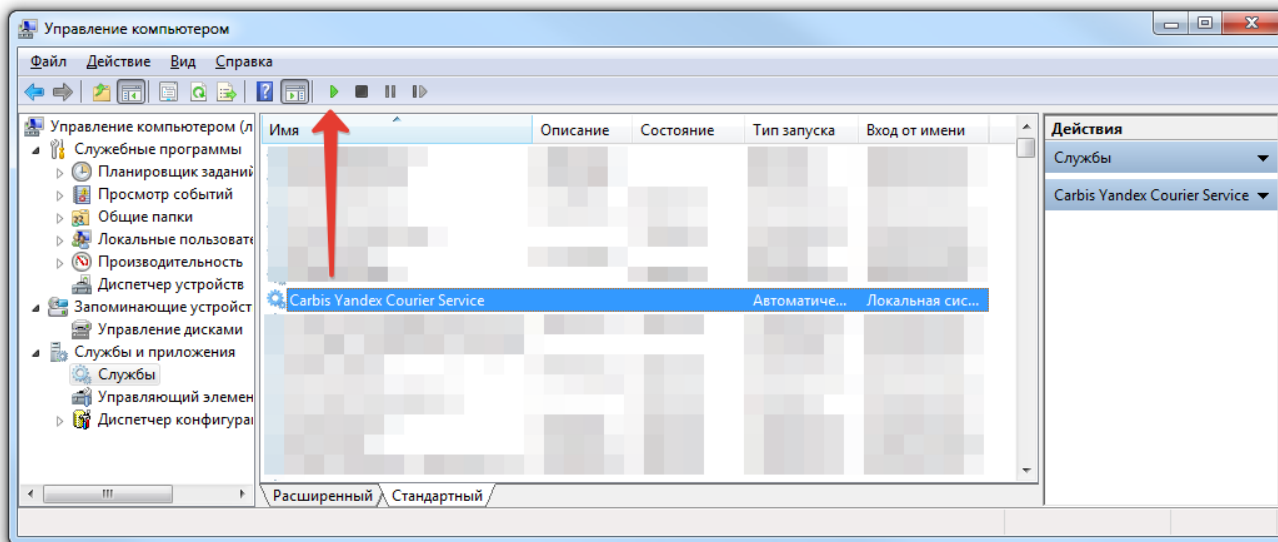 Управление компьютером
Файл Действие Вид Справка
Управление компьютером (л
Служебные программы
Планировщик заданий
Просмотр событий
Общие папки
Локальные пользовате
Производительность
Диспетчер устройств
Запоминающие устройст
Управление дисками
Службы и приложения
Службы
Управляющий элемен
Диспетчер конфигура
Имя Описание Состояние Тип запуска Вход от имени
Carbis Yandex Courier Service Автоматиче... Локальная сис...
Расширенный Стандартный
Действия
Службы
Carbis Yandex Courier Service